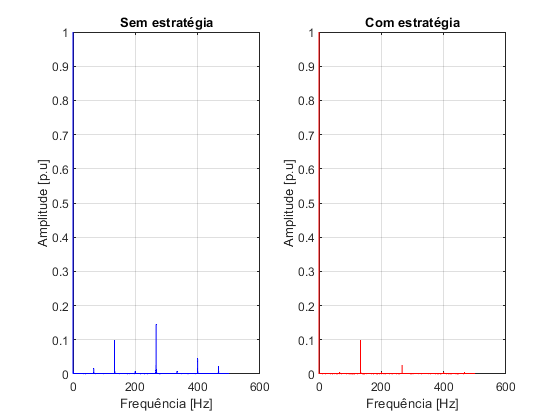 Sem estratégia
Amplitude [p.u]
1
0.9
0.8
0.7
0.6
0.5
0.4
0.3
0.2
0.1
0
0 200 400 600
Frequência [Hz]
Com estratégia
Amplitude [p.u]
1
0.9
0.8
0.7
0.6
0.5
0.4
0.3
0.2
0.1
0
0 200 400 600
Frequência [Hz]